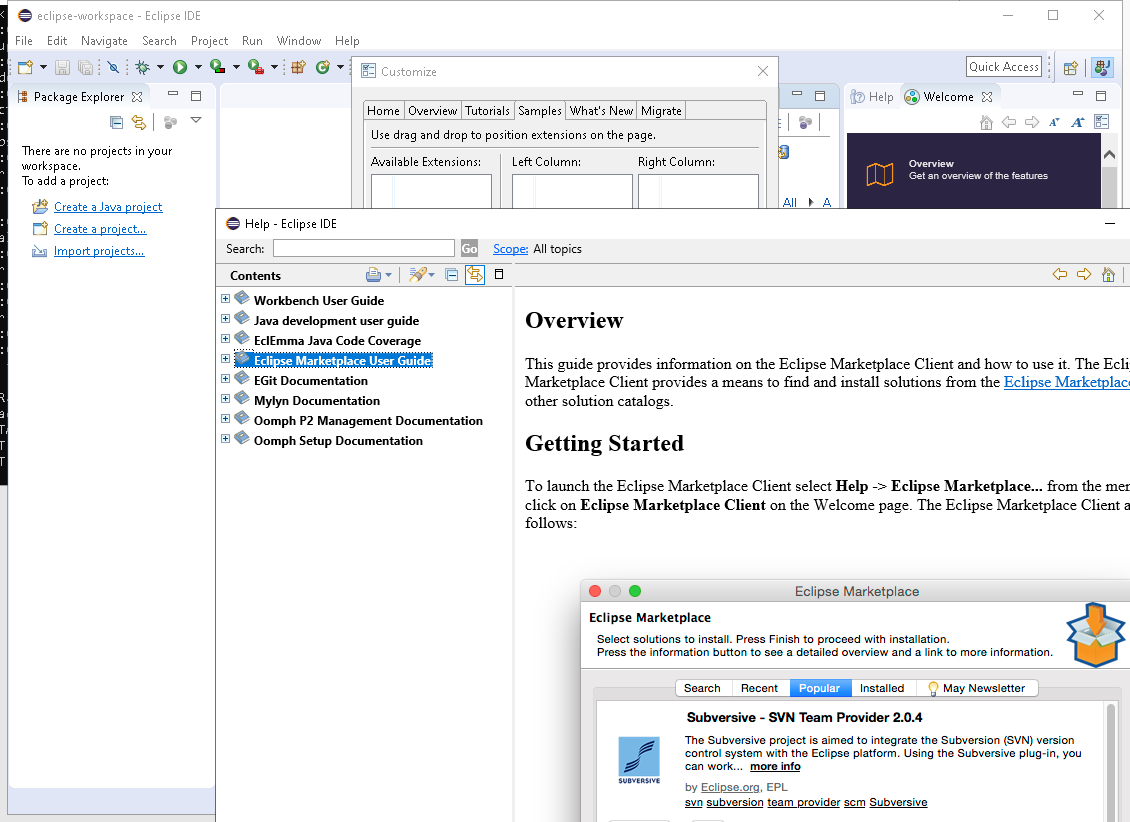 eclipse-workspace - Eclipse IDE
File Edit Navigate Search Project Run Window Help
Quick Access
Customize
Package Explorer
Help Welcome
Home Overview Tutorials Samples What's New Migrate
Use drag and drop to position extensions on the page.
Available Extensions: Left Column: Right Column:
There are no projects in your
workspace.
To add a project:
Create a Java project
Create a project...
Import projects...
Overview
Get an overview of the features
All A
Help - Eclipse IDE
Search: Go Scope: All topics
Contents
Workbench User Guide
Java development user guide
EclEmma Java Code Coverage
Eclipse Marketplace User Guide
EGit Documentation
Mylyn Documentation
Oomph P2 Management Documentation
Oomph Setup Documentation
Overview
This guide provides information on the Eclipse Marketplace Client and how to use it. The Ecli
Marketplace Client provides a means to find and install solutions from the Eclipse Marketplac
other solution catalogs.
Getting Started
To launch the Eclipse Marketplace Client select Help -> Eclipse Marketplace... from the men
click on Eclipse Marketplace Client on the Welcome page. The Eclipse Marketplace Client a
follows:
Eclipse Marketplace
Eclipse Marketplace
Select solutions to install. Press Finish to proceed with installation.
Press the information button to see a detailed overview and a link to more information.
Search Recent Popular Installed May Newsletter
Subversive - SVN Team Provider 2.0.4
The Subversive project is aimed to integrate the Subversion (SVN) version
control system with the Eclipse platform. Using the Subversive plug-in, you
can work... more info
SUBVERSIVE
by Eclipse.org, EPL
svn subversion team provider scm Subversive